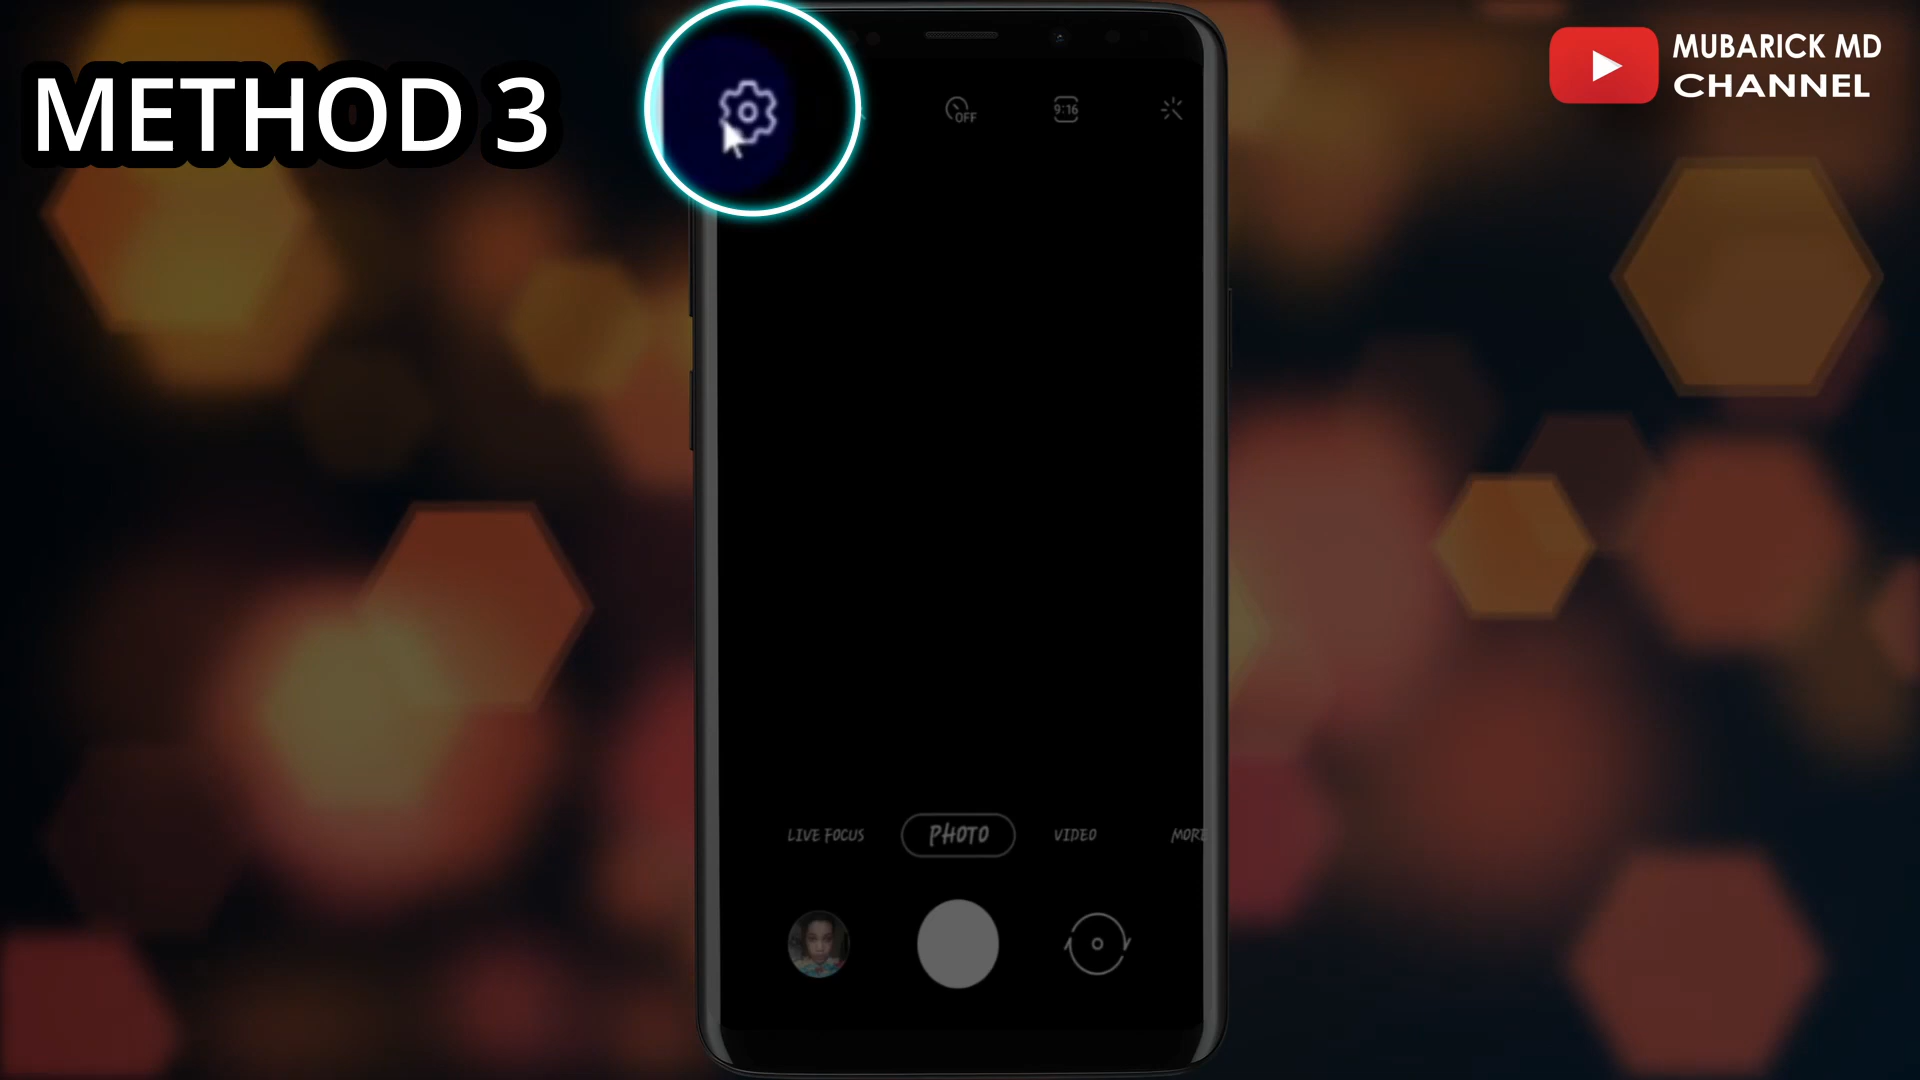 METHOD 3
MUBARICK MD
CHANNEL
OFF
9:16
LIVE FOCUS
PHOTO
VIDEO
MORE